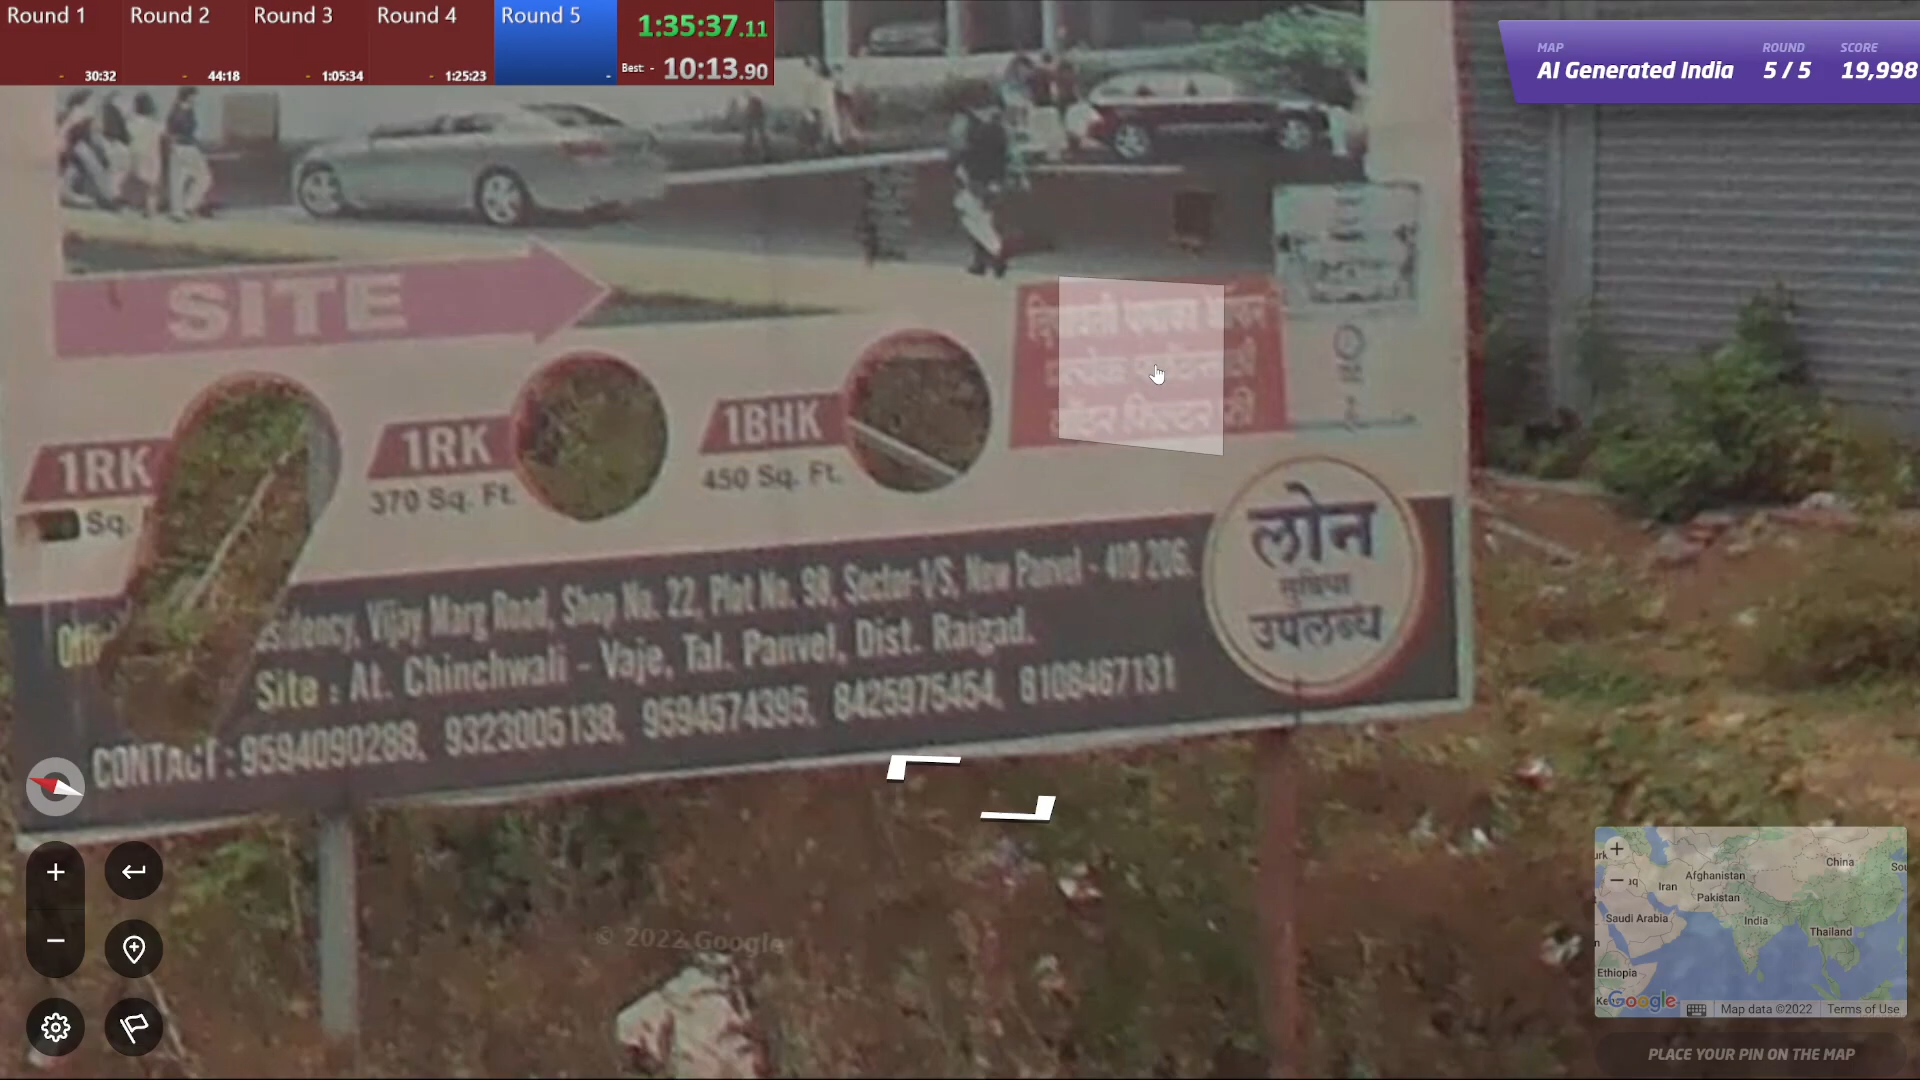 Round 1
Round 2
Round 3
Round 4
Round 5
- 30:32
- 44:18
- 1:05:34
- 1:25:23
-
1:35:37.11
Best: - 10:13.90
MAP
AI Generated India
ROUND
5 / 5
SCORE
19,998
SITE
1RK
Sq.
1RK
370 Sq. Ft.
1BHK
450 Sq. Ft.
लोन
सुविधा
उपलब्ध
Vijay Marg Road, Shop No. 22, Plot No. 98, Sector-1/S, New Panvel - 410 206.
Site : At. Chinchwali - Vaje, Tal. Panvel, Dist. Raigad.
CONTACT : 9594090288, 9323005138, 9594574395, 8425975454, 8108467131
© 2022 Google
China
Afghanistan
Iran
Pakistan
Saudi Arabia
India
Thailand
Ethiopia
Google
Map data ©2022
Terms of Use
PLACE YOUR PIN ON THE MAP